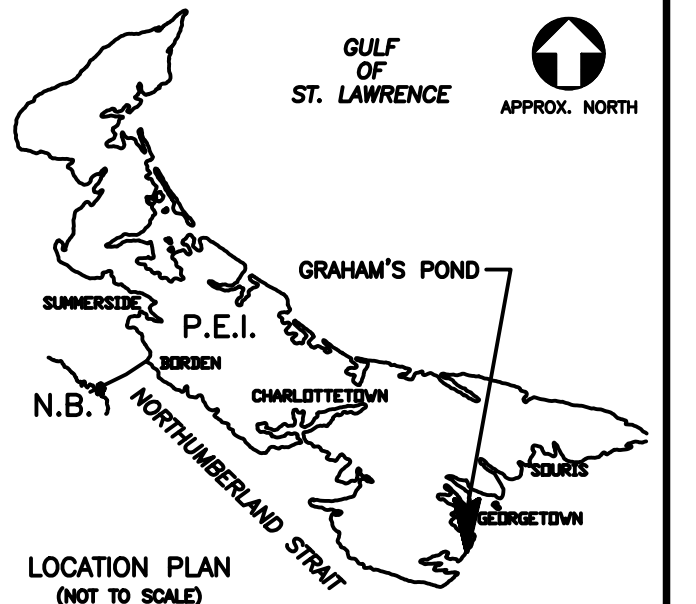 GULF
OF
ST. LAWRENCE
APPROX. NORTH
GRAHAM'S POND
SUMMERSIDE
P.E.I.
BORDEN
N.B.
CHARLOTTETOWN
NORTHUMBERLAND STRAIT
SOURIS
GEORGETOWN
LOCATION PLAN
(NOT TO SCALE)